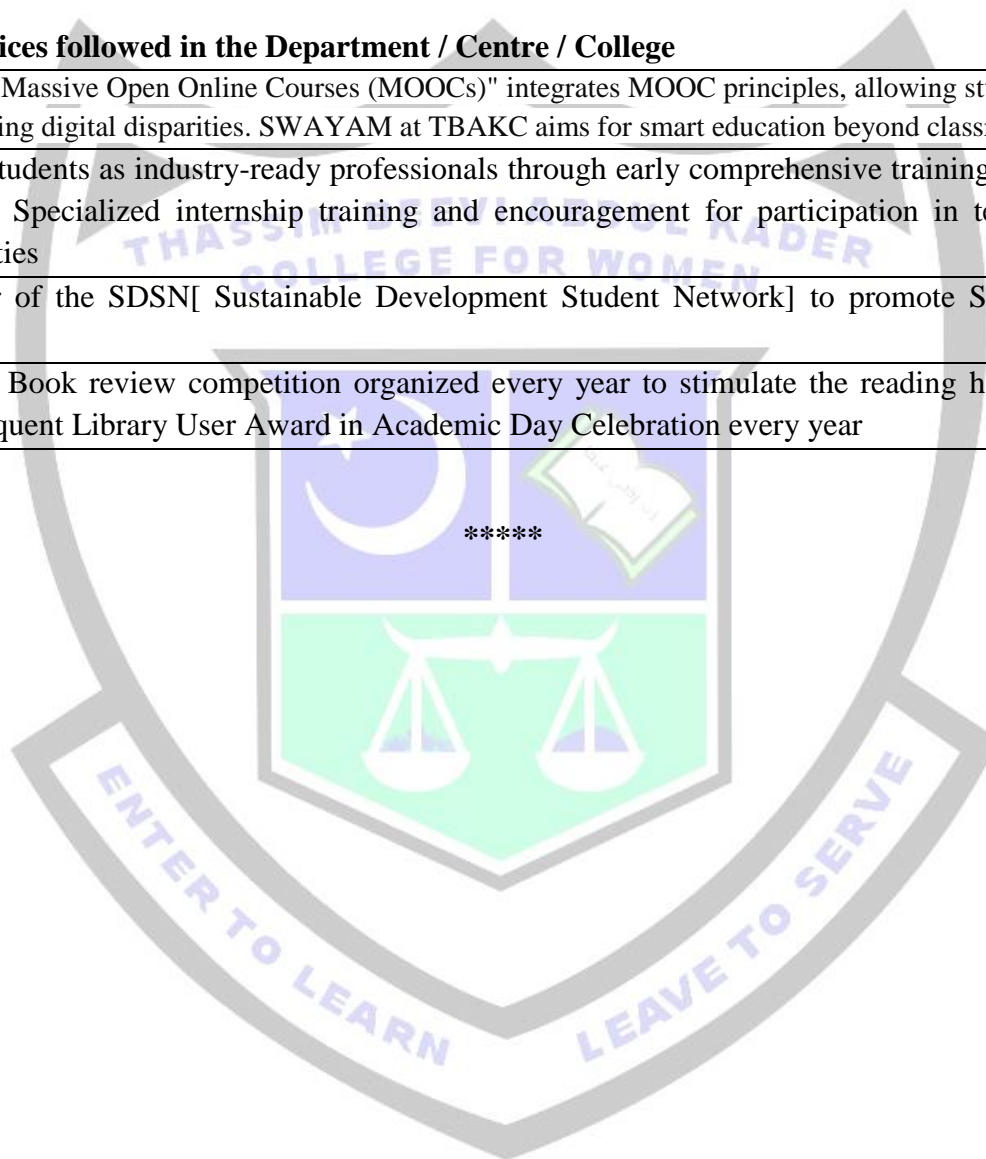 ices followed in the Department / Centre / College
Massive Open Online Courses (MOOCs)" integrates MOOC principles, allowing st
ing digital disparities. SWAYAM at TBAKC aims for smart education beyond classi
tudents as industry-ready professionals through early comprehensive training
Specialized internship training and encouragement for participation in te
ties
THASSIM BEEVI ABDUL KADER
COLLEGE FOR WOMEN
r of the SDSN[ Sustainable Development Student Network] to promote S
Book review competition organized every year to stimulate the reading h
quent Library User Award in Academic Day Celebration every year
*****
ENTER TO LEARN
LEAVE TO SERVE